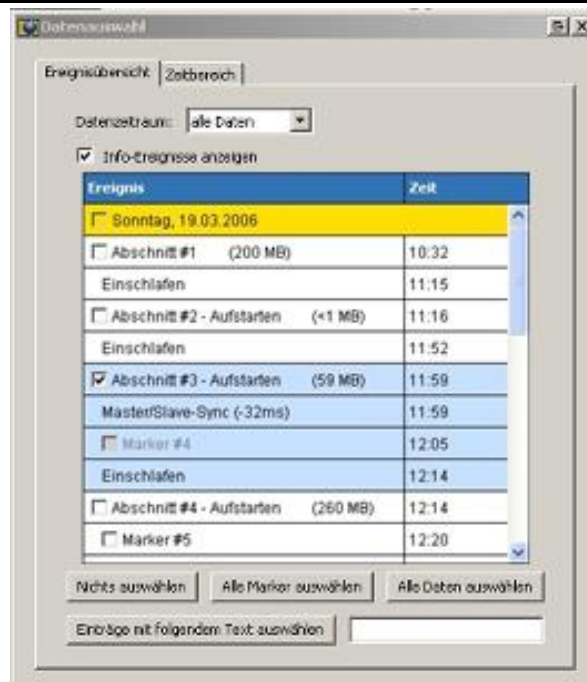 Datenauswahl
Ereignisübersicht Zeitbereich
Datenzeitraum: alle Daten
Info-Ereignisse anzeigen
Ereignis Zeit
Sonntag, 19.03.2006
Abschnitt #1 (200 MB) 10:32
Einschlafen 11:15
Abschnitt #2 - Aufstarten (<1 MB) 11:16
Einschlafen 11:52
Abschnitt #3 - Aufstarten (59 MB) 11:59
Master/Slave-Sync (-32ms) 11:59
Marker #4 12:05
Einschlafen 12:14
Abschnitt #4 - Aufstarten (260 MB) 12:14
Marker #5 12:20
Nichts auswählen Alle Marker auswählen Alle Daten auswählen
Einträge mit folgendem Text auswählen